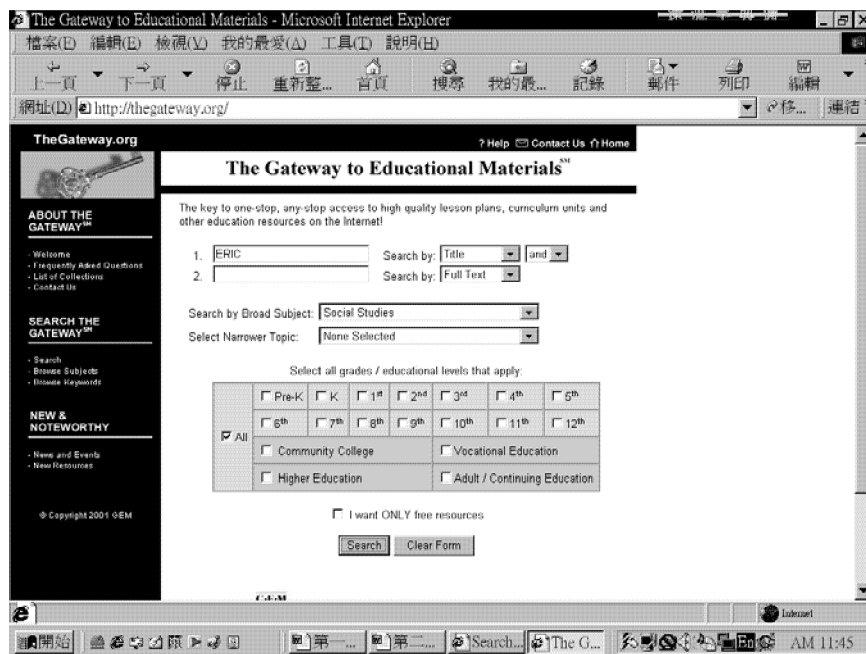 The Gateway to Educational Materials - Microsoft Internet Explorer
檔案(F) 編輯(E) 檢視(V) 我的最愛(A) 工具(T) 說明(H)
上一頁 下一頁 停止 重新整... 首頁 搜尋 我的最... 記錄 郵件 列印 編輯
網址(D) http://thegateway.org/ 移... 連結
TheGateway.org
? Help Contact Us Home
The Gateway to Educational Materials SM
The key to one-stop, any-stop access to high quality lesson plans, curriculum units and
other education resources on the Internet!
ABOUT THE
GATEWAY SM
- Welcome
- Frequently Asked Questions
- List of Collections
- Contact Us
SEARCH THE
GATEWAY SM
- Search
- Browse Subjects
- Browse Keywords
NEW &
NOTEWORTHY
- News and Events
- New Resources
© Copyright 2001 GEM
1. ERIC Search by: Title and
2. Search by: Full Text
Search by Broad Subject: Social Studies
Select Narrower Topic: None Selected
Select all grades / educational levels that apply:
All
Pre-K K 1st 2nd 3rd 4th 5th
6th 7th 8th 9th 10th 11th 12th
Community College Vocational Education
Higher Education Adult / Continuing Education
I want ONLY free resources
Search Clear Form
Internet
開始 第一... 第二... Search... The G... En AM 11:45